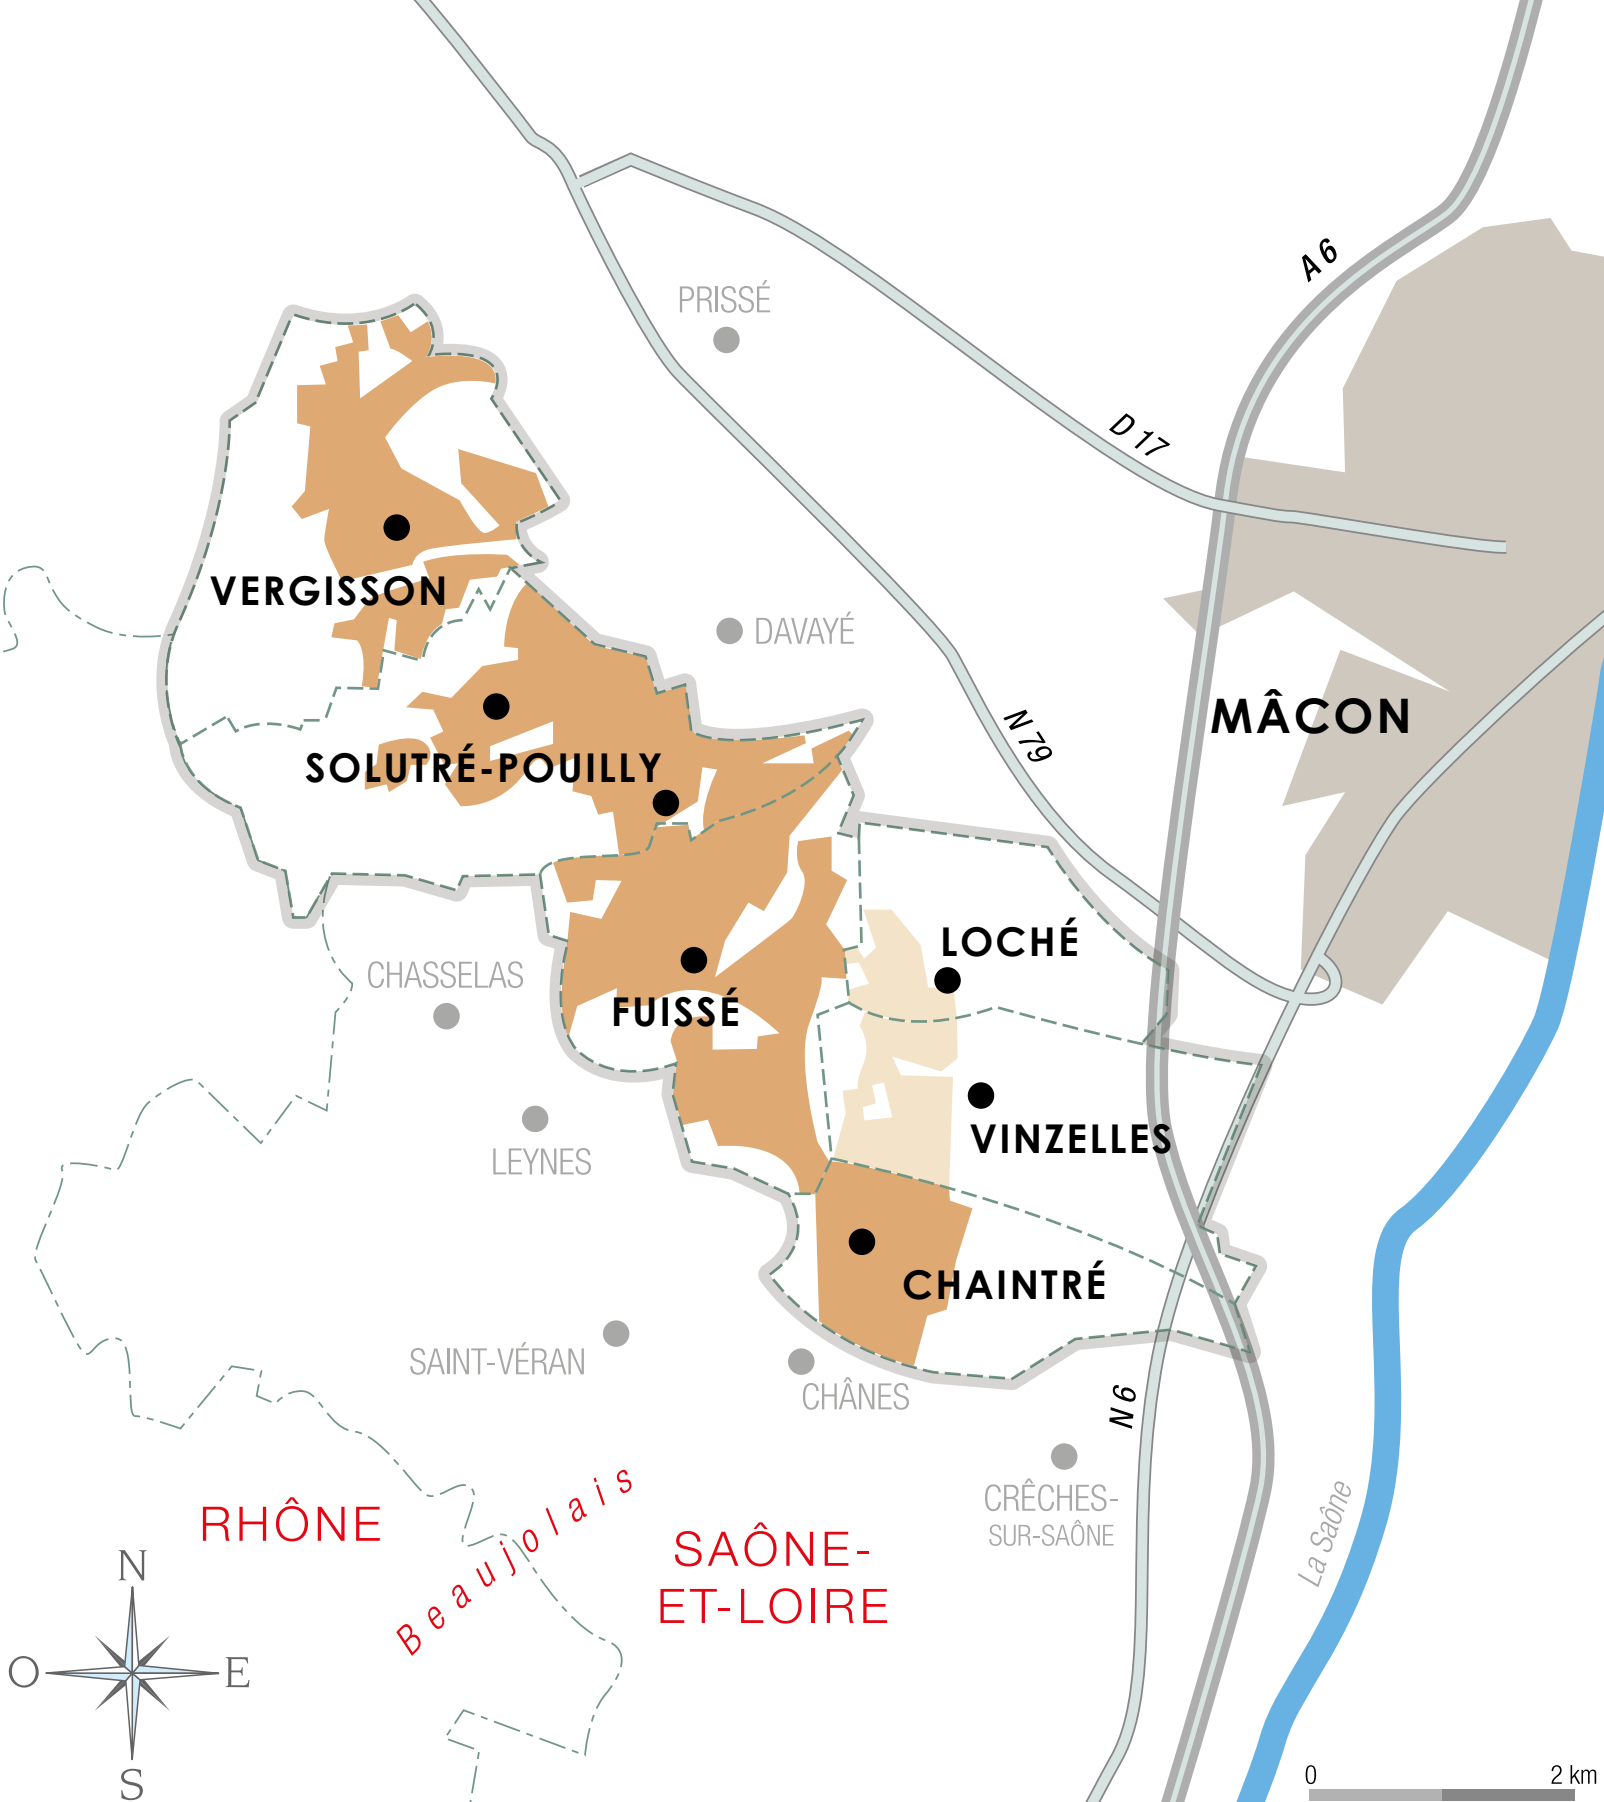 A 6
PRISSÉ
D 17
VERGISSON
DAVAYÉ
MÂCON
N 79
SOLUTRÉ-POUILLY
LOCHÉ
CHASSELAS
FUISSÉ
VINZELLES
LEYNES
CHAINTRÉ
SAINT-VÉRAN
CHÂNES
N 6
CRÊCHES-
SUR-SAÔNE
La Saône
RHÔNE
Beaujolais
SAÔNE-
ET-LOIRE
N
O
E
S
0
2 km